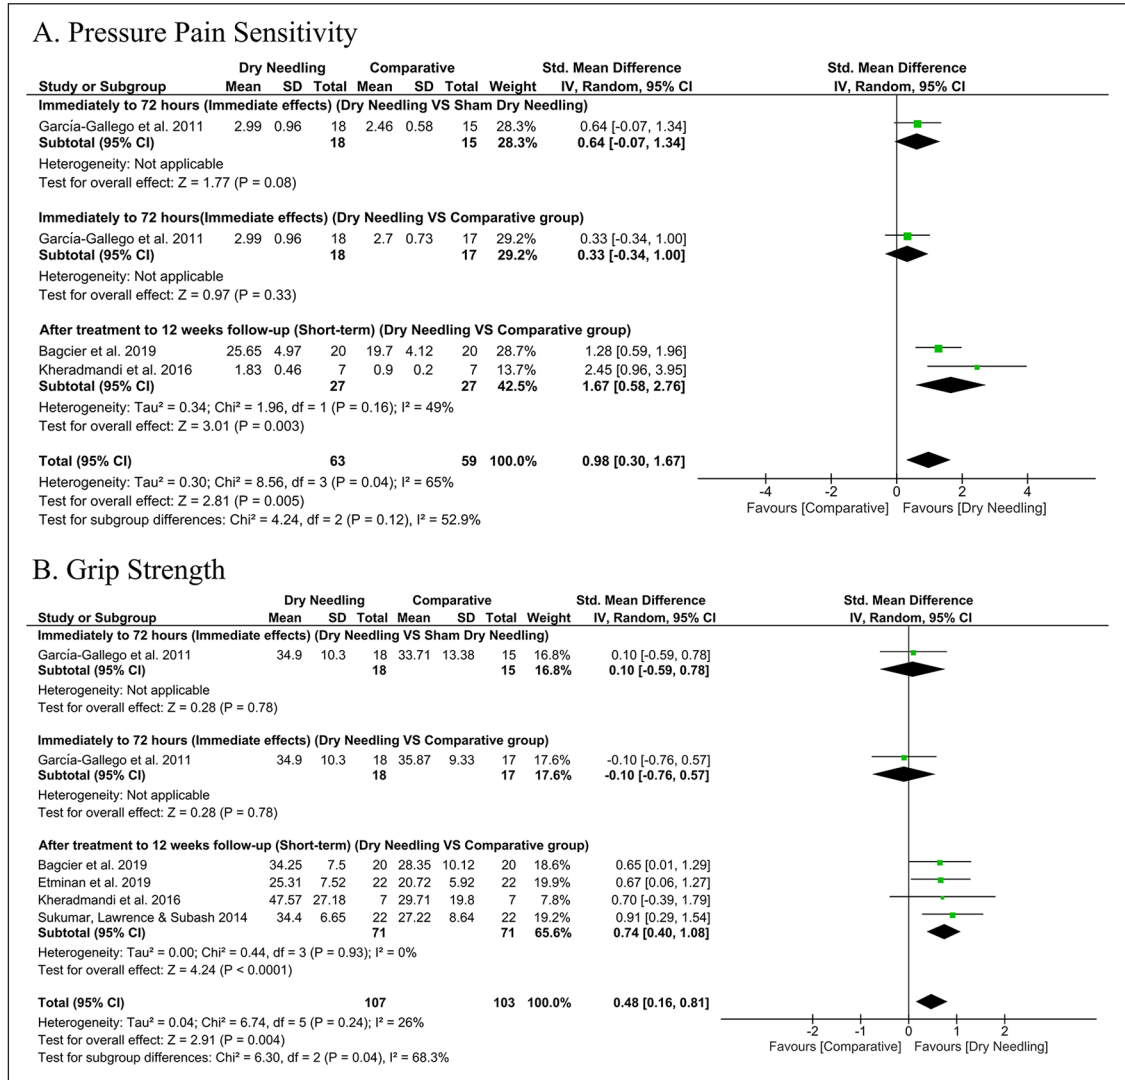 A. Pressure Pain Sensitivity
Dry Needling Comparative Std. Mean Difference Std. Mean Difference
Study or Subgroup Mean SD Total Mean SD Total Weight IV, Random, 95% CI IV, Random, 95% CI
Immediately to 72 hours (Immediate effects) (Dry Needling VS Sham Dry Needling)
García-Gallego et al. 2011 2.99 0.96 18 2.46 0.58 15 28.3% 0.64 [-0.07, 1.34]
Subtotal (95% CI) 18 15 28.3% 0.64 [-0.07, 1.34]
Heterogeneity: Not applicable
Test for overall effect: Z = 1.77 (P = 0.08)
Immediately to 72 hours(Immediate effects) (Dry Needling VS Comparative group)
García-Gallego et al. 2011 2.99 0.96 18 2.7 0.73 17 29.2% 0.33 [-0.34, 1.00]
Subtotal (95% CI) 18 17 29.2% 0.33 [-0.34, 1.00]
Heterogeneity: Not applicable
Test for overall effect: Z = 0.97 (P = 0.33)
After treatment to 12 weeks follow-up (Short-term) (Dry Needling VS Comparative group)
Bagcier et al. 2019 25.65 4.97 20 19.7 4.12 20 28.7% 1.28 [0.59, 1.96]
Kheradmandi et al. 2016 1.83 0.46 7 0.9 0.2 7 13.7% 2.45 [0.96, 3.95]
Subtotal (95% CI) 27 27 42.5% 1.67 [0.58, 2.76]
Heterogeneity: Tau² = 0.34; Chi² = 1.96, df = 1 (P = 0.16); I² = 49%
Test for overall effect: Z = 3.01 (P = 0.003)
Total (95% CI) 63 59 100.0% 0.98 [0.30, 1.67]
Heterogeneity: Tau² = 0.30; Chi² = 8.56, df = 3 (P = 0.04); I² = 65%
Test for overall effect: Z = 2.81 (P = 0.005)
Test for subgroup differences: Chi² = 4.24, df = 2 (P = 0.12), I² = 52.9%
-4 -2 0 2 4
Favours [Comparative] Favours [Dry Needling]
B. Grip Strength
Dry Needling Comparative Std. Mean Difference Std. Mean Difference
Study or Subgroup Mean SD Total Mean SD Total Weight IV, Random, 95% CI IV, Random, 95% CI
Immediately to 72 hours (Immediate effects) (Dry Needling VS Sham Dry Needling)
García-Gallego et al. 2011 34.9 10.3 18 33.71 13.38 15 16.8% 0.10 [-0.59, 0.78]
Subtotal (95% CI) 18 15 16.8% 0.10 [-0.59, 0.78]
Heterogeneity: Not applicable
Test for overall effect: Z = 0.28 (P = 0.78)
Immediately to 72 hours (Immediate effects) (Dry Needling VS Comparative group)
García-Gallego et al. 2011 34.9 10.3 18 35.87 9.33 17 17.6% -0.10 [-0.76, 0.57]
Subtotal (95% CI) 18 17 17.6% -0.10 [-0.76, 0.57]
Heterogeneity: Not applicable
Test for overall effect: Z = 0.28 (P = 0.78)
After treatment to 12 weeks follow-up (Short-term) (Dry Needling VS Comparative group)
Bagcier et al. 2019 34.25 7.5 20 28.35 10.12 20 18.6% 0.65 [0.01, 1.29]
Etminan et al. 2019 25.31 7.52 22 20.72 5.92 22 19.9% 0.67 [0.06, 1.27]
Kheradmandi et al. 2016 47.57 27.18 7 29.71 19.8 7 7.8% 0.70 [-0.39, 1.79]
Sukumar, Lawrence & Subash 2014 34.4 6.65 22 27.22 8.64 22 19.2% 0.91 [0.29, 1.54]
Subtotal (95% CI) 71 71 65.6% 0.74 [0.40, 1.08]
Heterogeneity: Tau² = 0.00; Chi² = 0.44, df = 3 (P = 0.93); I² = 0%
Test for overall effect: Z = 4.24 (P < 0.0001)
Total (95% CI) 107 103 100.0% 0.48 [0.16, 0.81]
Heterogeneity: Tau² = 0.04; Chi² = 6.74, df = 5 (P = 0.24); I² = 26%
Test for overall effect: Z = 2.91 (P = 0.004)
Test for subgroup differences: Chi² = 6.30, df = 2 (P = 0.04), I² = 68.3%
-2 -1 0 1 2
Favours [Comparative] Favours [Dry Needling]